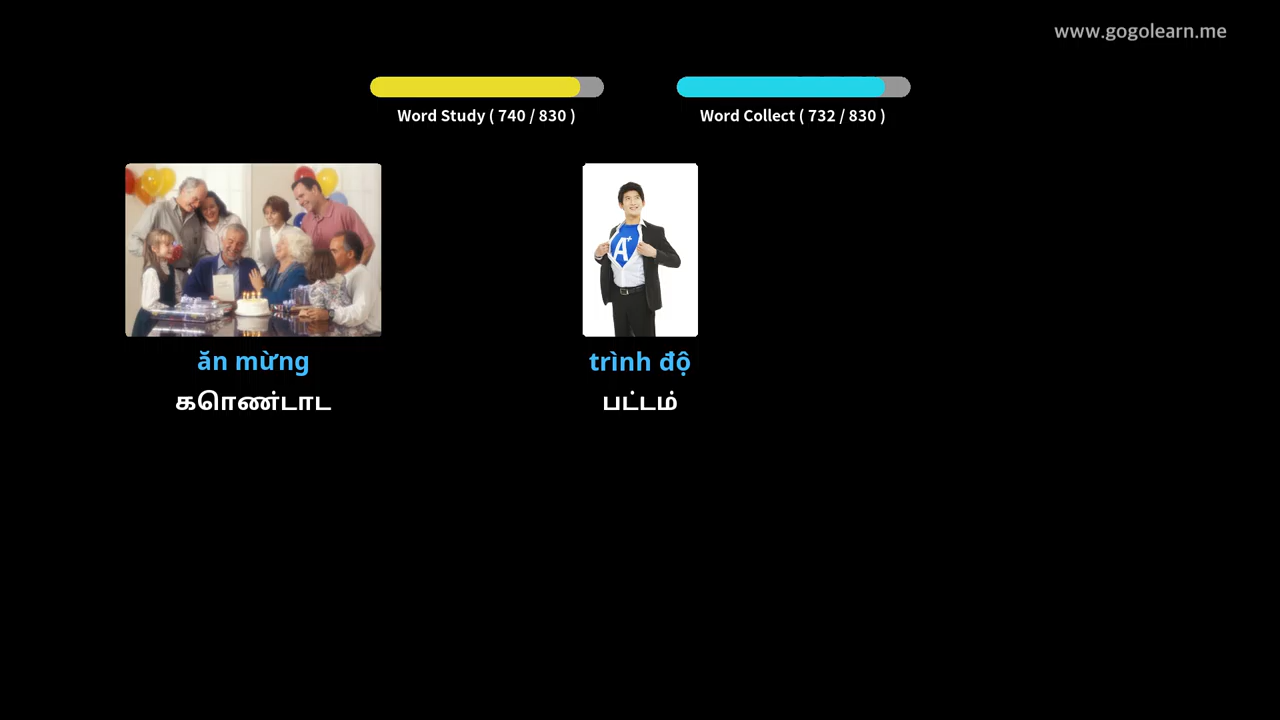 www.gogolearn.me
Word Study ( 740 / 830 )
Word Collect ( 732 / 830 )
A+
ăn mừng
trình độ
கொண்டாட
பட்டம்